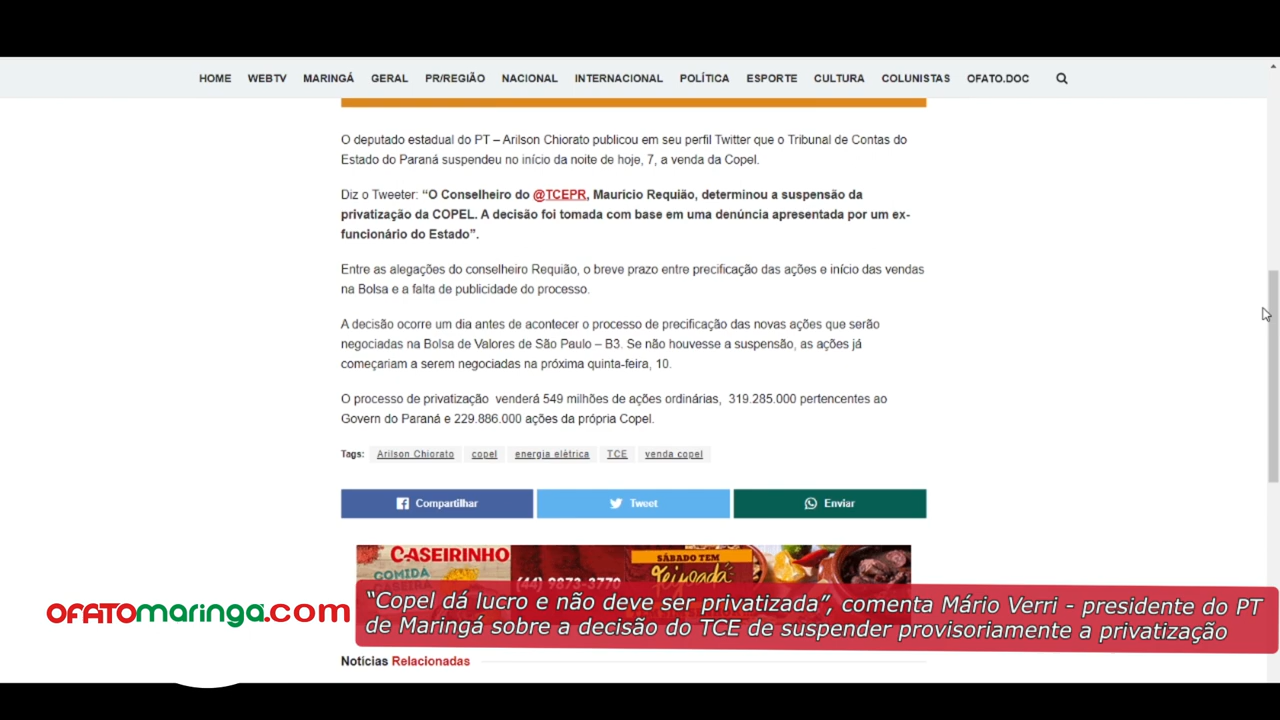 HOME WEBTV MARINGÁ GERAL PR/REGIÃO NACIONAL INTERNACIONAL POLÍTICA ESPORTE CULTURA COLUNISTAS OFATO.DOC
O deputado estadual do PT – Arilson Chiorato publicou em seu perfil Twitter que o Tribunal de Contas do
Estado do Paraná suspendeu no início da noite de hoje, 7, a venda da Copel.
Diz o Tweeter: “O Conselheiro do @TCEPR, Mauricio Requião, determinou a suspensão da
privatização da COPEL. A decisão foi tomada com base em uma denúncia apresentada por um ex-
funcionário do Estado”.
Entre as alegações do conselheiro Requião, o breve prazo entre precificação das ações e início das vendas
na Bolsa e a falta de publicidade do processo.
A decisão ocorre um dia antes de acontecer o processo de precificação das novas ações que serão
negociadas na Bolsa de Valores de São Paulo – B3. Se não houvesse a suspensão, as ações já
começariam a serem negociadas na próxima quinta-feira, 10.
O processo de privatização venderá 549 milhões de ações ordinárias, 319.285.000 pertencentes ao
Govern do Paraná e 229.886.000 ações da própria Copel.
Tags: Arilson Chiorato copel energia elétrica TCE venda copel
Compartilhar Tweet Enviar
CASEIRINHO
COMIDA
CASEIRA
(44) 9873-3770
SÁBADO TEM
Feijoada
OFATOmaringa.com
“Copel dá lucro e não deve ser privatizada”, comenta Mário Verri - presidente do PT
de Maringá sobre a decisão do TCE de suspender provisoriamente a privatização
Notícias Relacionadas